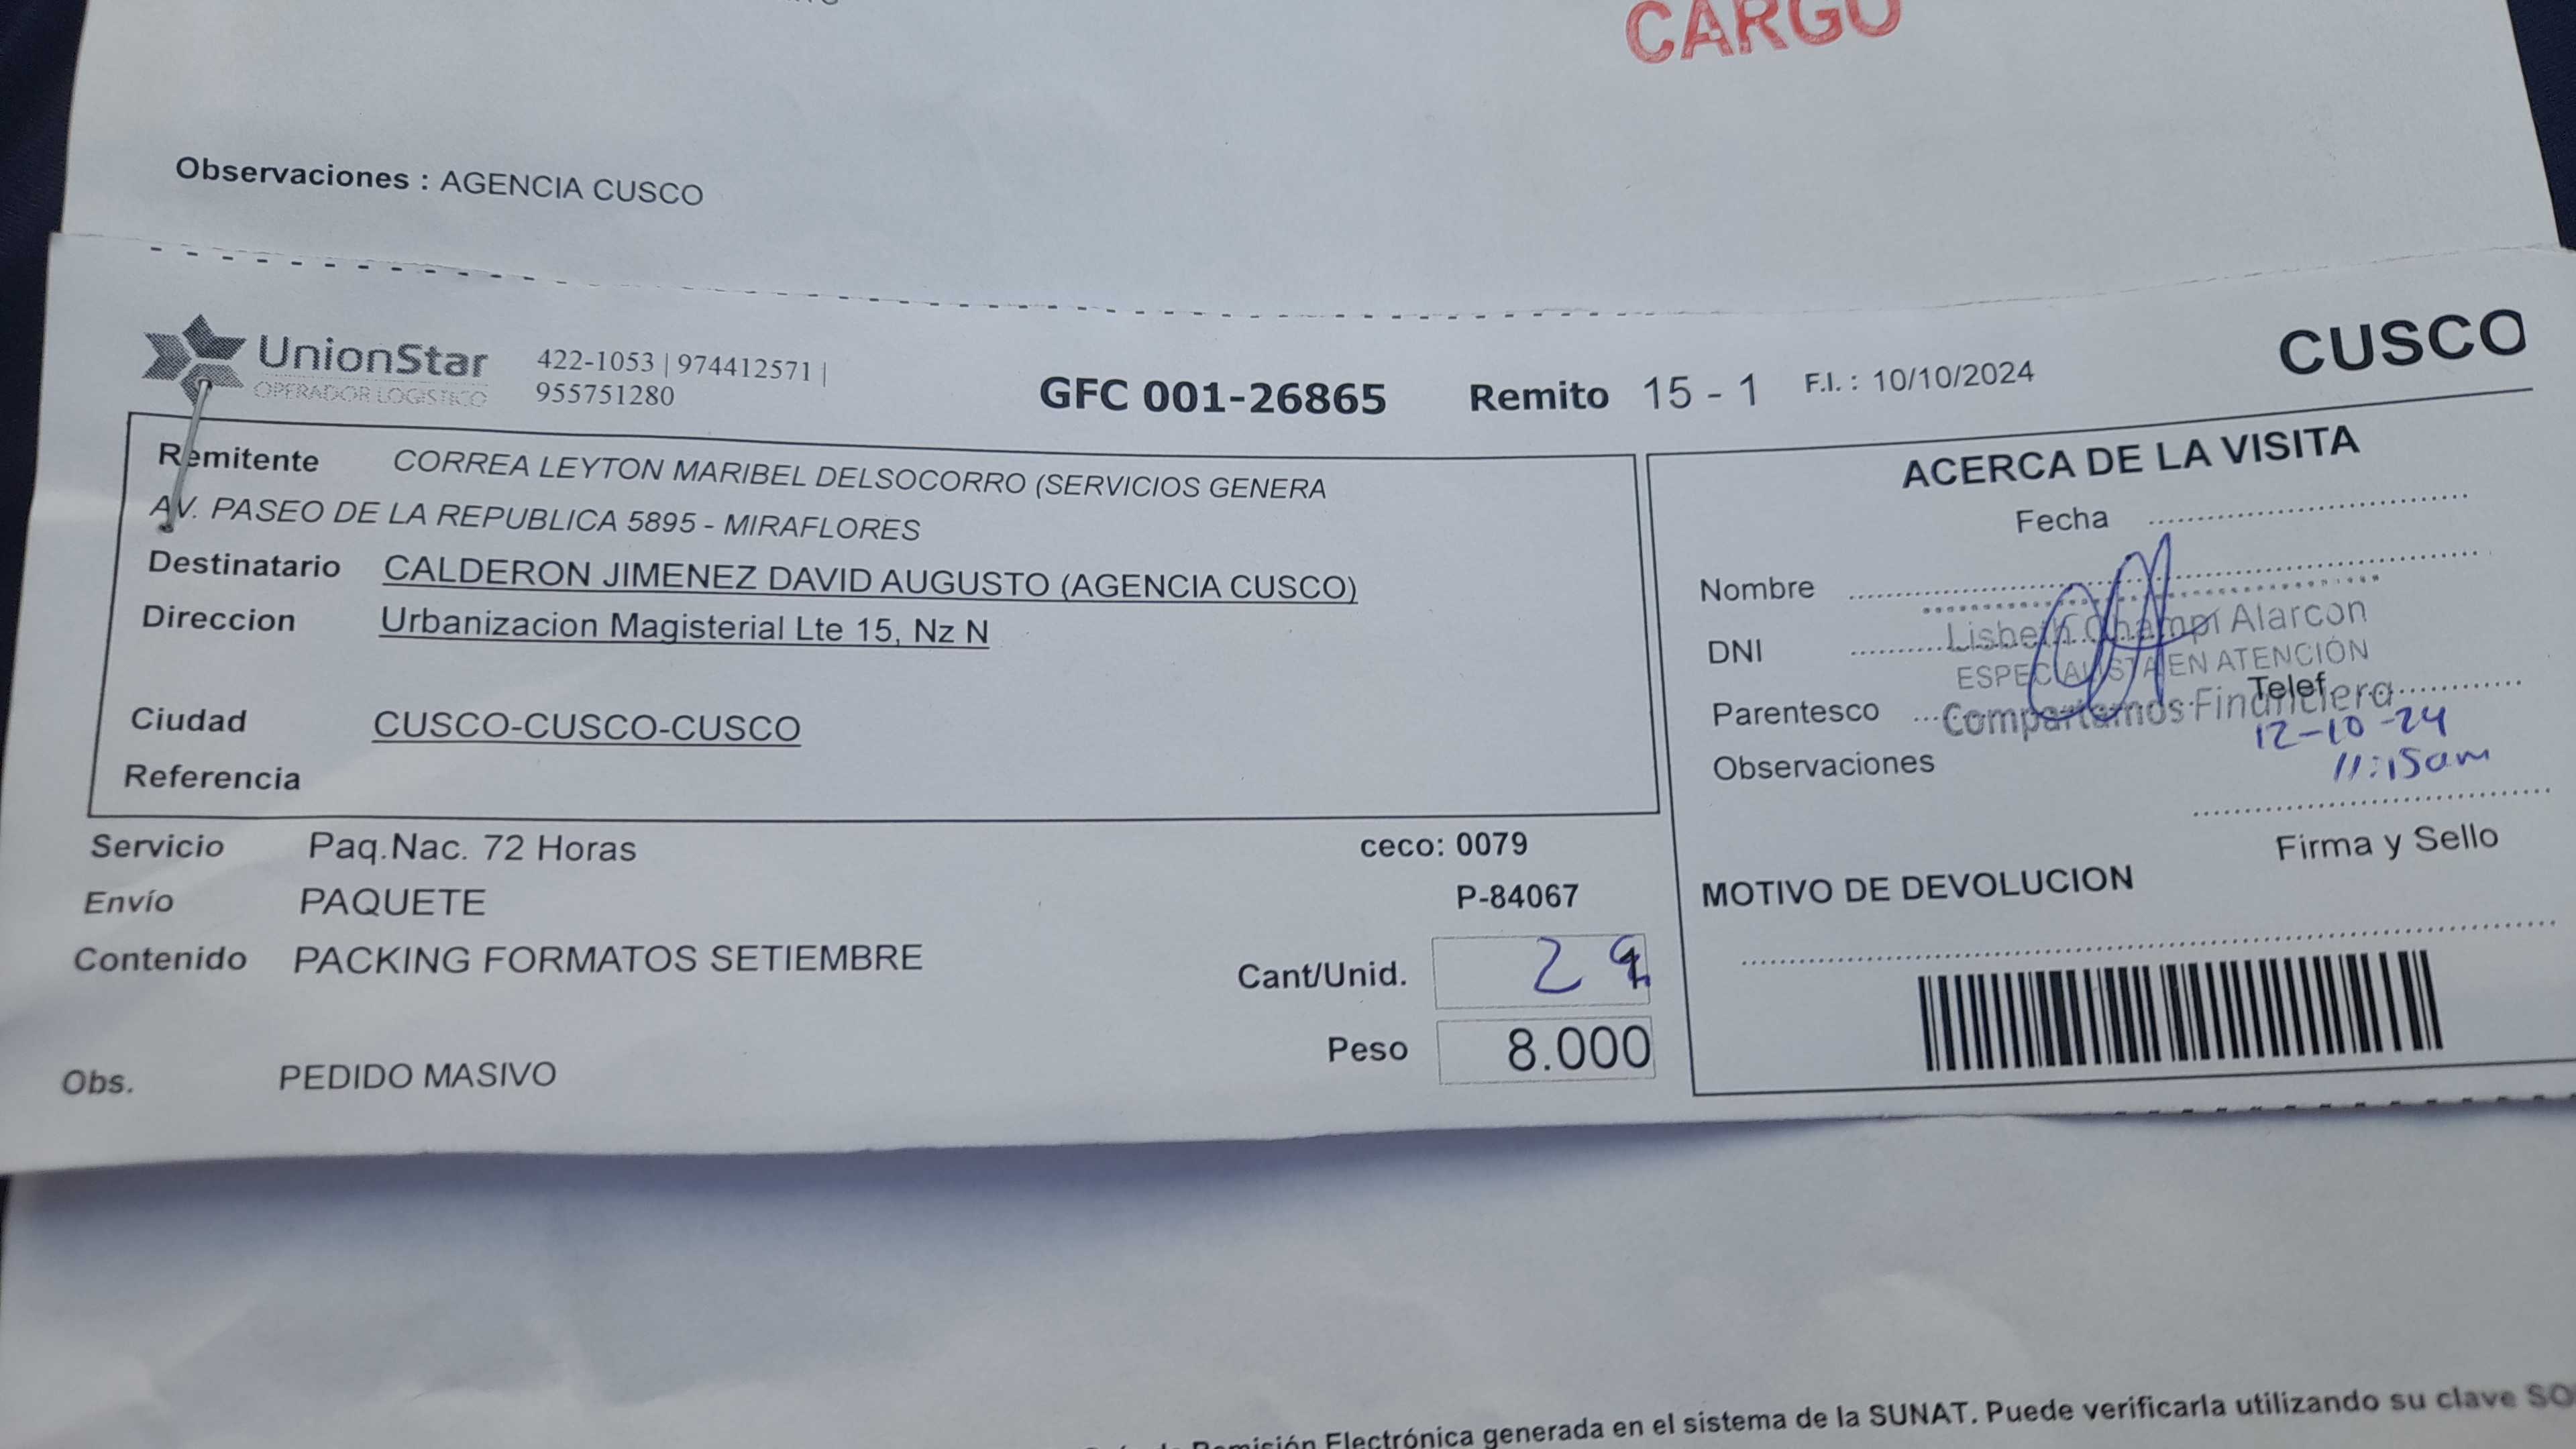 CARGO
Observaciones : AGENCIA CUSCO
UnionStar
OPERADOR LOGISTICO
422-1053 | 974412571 |
955751280
GFC 001-26865
Remito 15 - 1
F.I. : 10/10/2024
CUSCO
Remitente CORREA LEYTON MARIBEL DELSOCORRO (SERVICIOS GENERA
AV. PASEO DE LA REPUBLICA 5895 - MIRAFLORES
Destinatario CALDERON JIMENEZ DAVID AUGUSTO (AGENCIA CUSCO)
Direccion Urbanizacion Magisterial Lte 15, Nz N
Ciudad CUSCO-CUSCO-CUSCO
Referencia
Servicio Paq.Nac. 72 Horas
ceco: 0079
Envío PAQUETE
P-84067
Contenido PACKING FORMATOS SETIEMBRE
Cant/Unid. 2
Peso 8.000
Obs. PEDIDO MASIVO
ACERCA DE LA VISITA
Fecha
Nombre
Lisbeth Champi Alarcon
DNI
ESPECIALISTA EN ATENCIÓN
Telef
Parentesco
Compartamos Financiera
12-10-24
Observaciones
11:15am
Firma y Sello
MOTIVO DE DEVOLUCION
Remisión Electrónica generada en el sistema de la SUNAT. Puede verificarla utilizando su clave SO